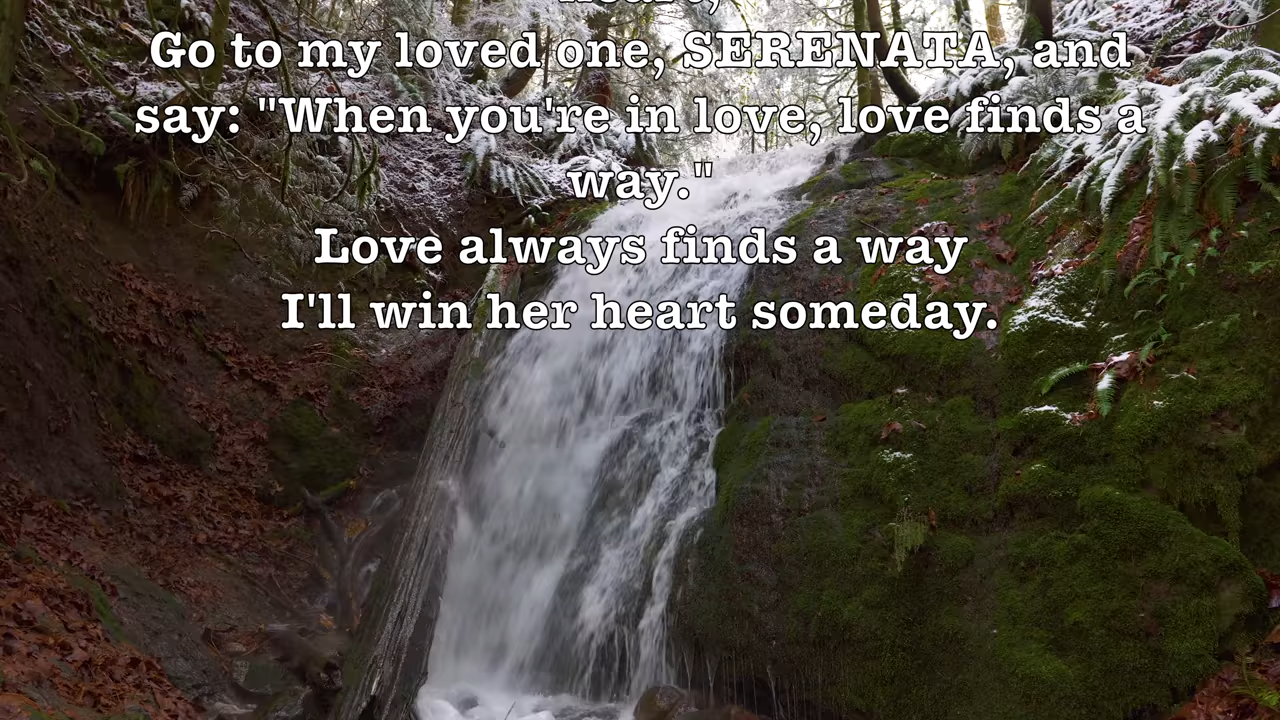 heart,
Go to my loved one, SERENATA, and
say: "When you're in love, love finds a
way."
Love always finds a way
I'll win her heart someday.